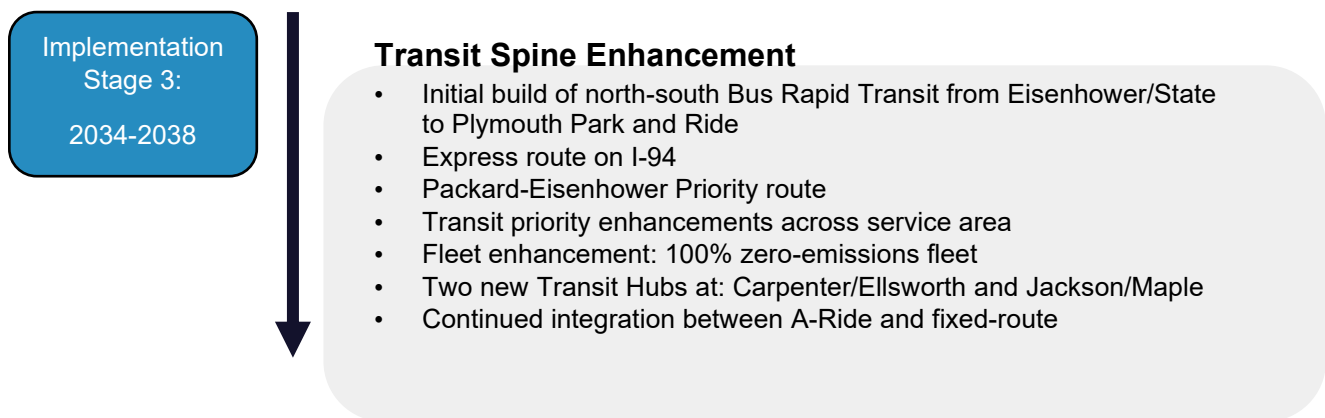 Implementation
Stage 3:
2034-2038
Transit Spine Enhancement
• Initial build of north-south Bus Rapid Transit from Eisenhower/State
to Plymouth Park and Ride
• Express route on I-94
• Packard-Eisenhower Priority route
• Transit priority enhancements across service area
• Fleet enhancement: 100% zero-emissions fleet
• Two new Transit Hubs at: Carpenter/Ellsworth and Jackson/Maple
• Continued integration between A-Ride and fixed-route